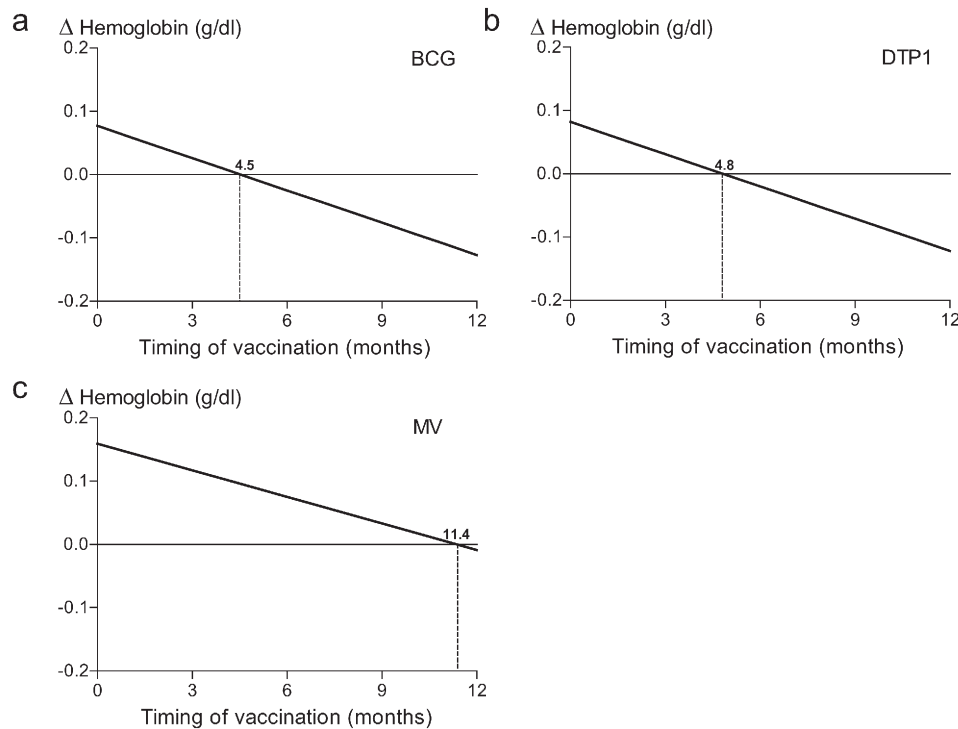 a
Δ Hemoglobin (g/dl)
BCG
0.2
0.1
0.0
-0.1
-0.2
4.5
0 3 6 9 12
Timing of vaccination (months)
b
Δ Hemoglobin (g/dl)
DTP1
0.2
0.1
0.0
-0.1
-0.2
4.8
0 3 6 9 12
Timing of vaccination (months)
c
Δ Hemoglobin (g/dl)
MV
0.2
0.1
0.0
-0.1
-0.2
11.4
0 3 6 9 12
Timing of vaccination (months)